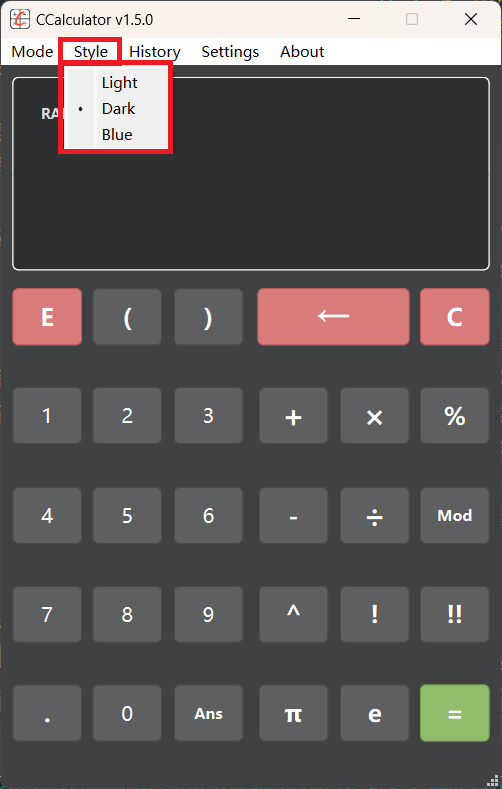 CCalculator v1.5.0
Mode Style History Settings About
Light
Dark
Blue
E ( ) ← C
1 2 3 + × %
4 5 6 - ÷ Mod
7 8 9 ^ ! !!
. 0 Ans π e =